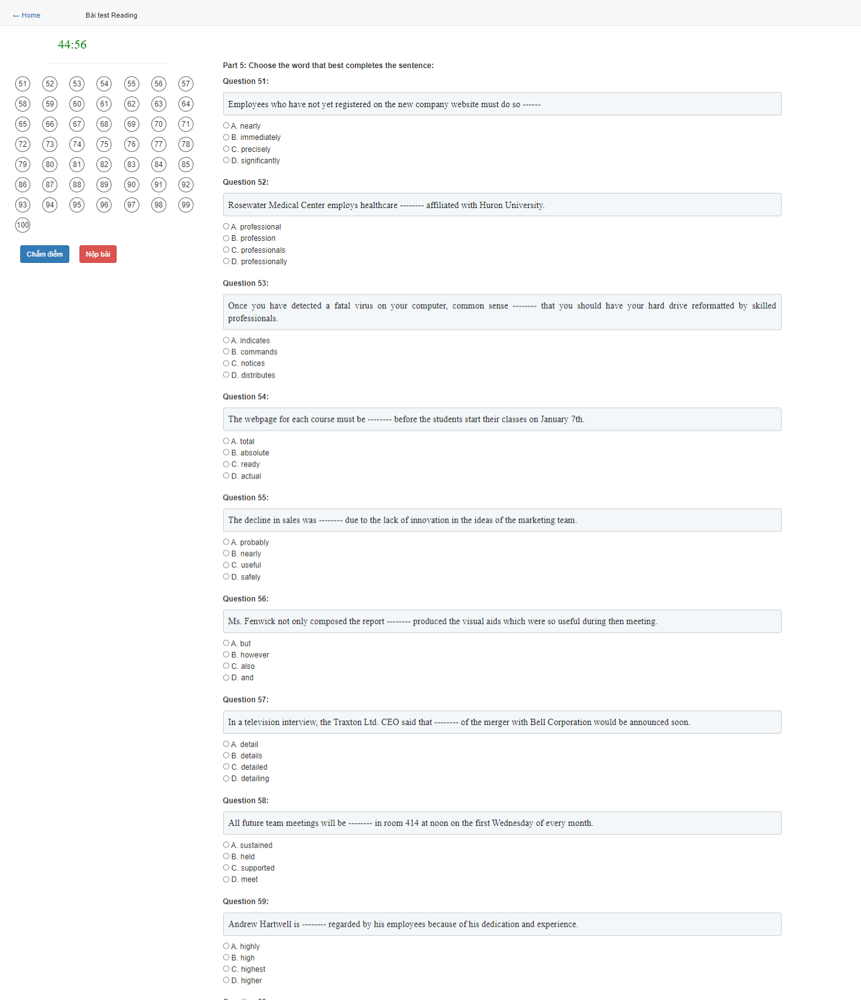 ← Home Bài test Reading
44:56
51 52 53 54 55 56 57
58 59 60 61 62 63 64
65 66 67 68 69 70 71
72 73 74 75 76 77 78
79 80 81 82 83 84 85
86 87 88 89 90 91 92
93 94 95 96 97 98 99
100
Chấm điểm Nộp bài
Part 5: Choose the word that best completes the sentence:
Question 51:
Employees who have not yet registered on the new company website must do so ------
A. nearly
B. immediately
C. precisely
D. significantly
Question 52:
Rosewater Medical Center employs healthcare -------- affiliated with Huron University.
A. professional
B. profession
C. professionals
D. professionally
Question 53:
Once you have detected a fatal virus on your computer, common sense -------- that you should have your hard drive reformatted by skilled
professionals.
A. indicates
B. commands
C. notices
D. distributes
Question 54:
The webpage for each course must be -------- before the students start their classes on January 7th.
A. total
B. absolute
C. ready
D. actual
Question 55:
The decline in sales was -------- due to the lack of innovation in the ideas of the marketing team.
A. probably
B. nearly
C. useful
D. safely
Question 56:
Ms. Fenwick not only composed the report -------- produced the visual aids which were so useful during then meeting.
A. but
B. however
C. also
D. and
Question 57:
In a television interview, the Traxton Ltd. CEO said that -------- of the merger with Bell Corporation would be announced soon.
A. detail
B. details
C. detailed
D. detailing
Question 58:
All future team meetings will be -------- in room 414 at noon on the first Wednesday of every month.
A. sustained
B. held
C. supported
D. meet
Question 59:
Andrew Hartwell is -------- regarded by his employees because of his dedication and experience.
A. highly
B. high
C. highest
D. higher